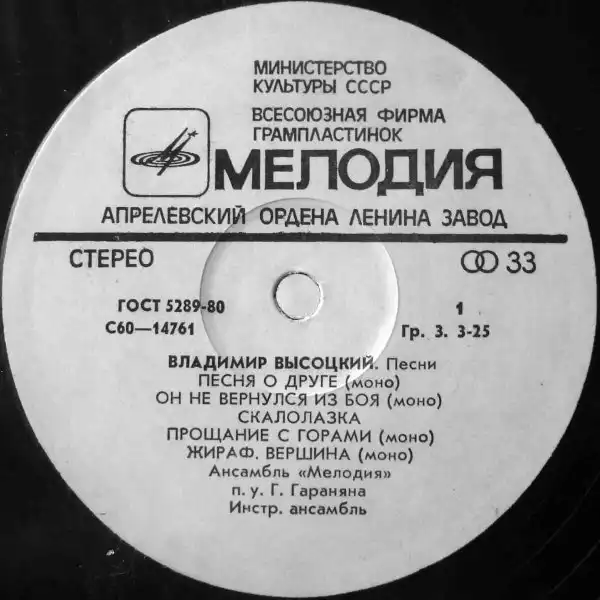 МИНИСТЕРСТВО
КУЛЬТУРЫ СССР
ВСЕСОЮЗНАЯ ФИРМА
ГРАМПЛАСТИНОК
МЕЛОДИЯ
АПРЕЛЕВСКИЙ ОРДЕНА ЛЕНИНА ЗАВОД
СТЕРЕО 33
ГОСТ 5289-80 1
С60—14761 Гр. 3. 3-25
ВЛАДИМИР ВЫСОЦКИЙ. Песни
ПЕСНЯ О ДРУГЕ (моно)
ОН НЕ ВЕРНУЛСЯ ИЗ БОЯ (моно)
СКАЛОЛАЗКА
ПРОЩАНИЕ С ГОРАМИ (моно)
ЖИРАФ. ВЕРШИНА (моно)
Ансамбль «Мелодия»
п. у. Г. Гараняна
Инстр. ансамбль